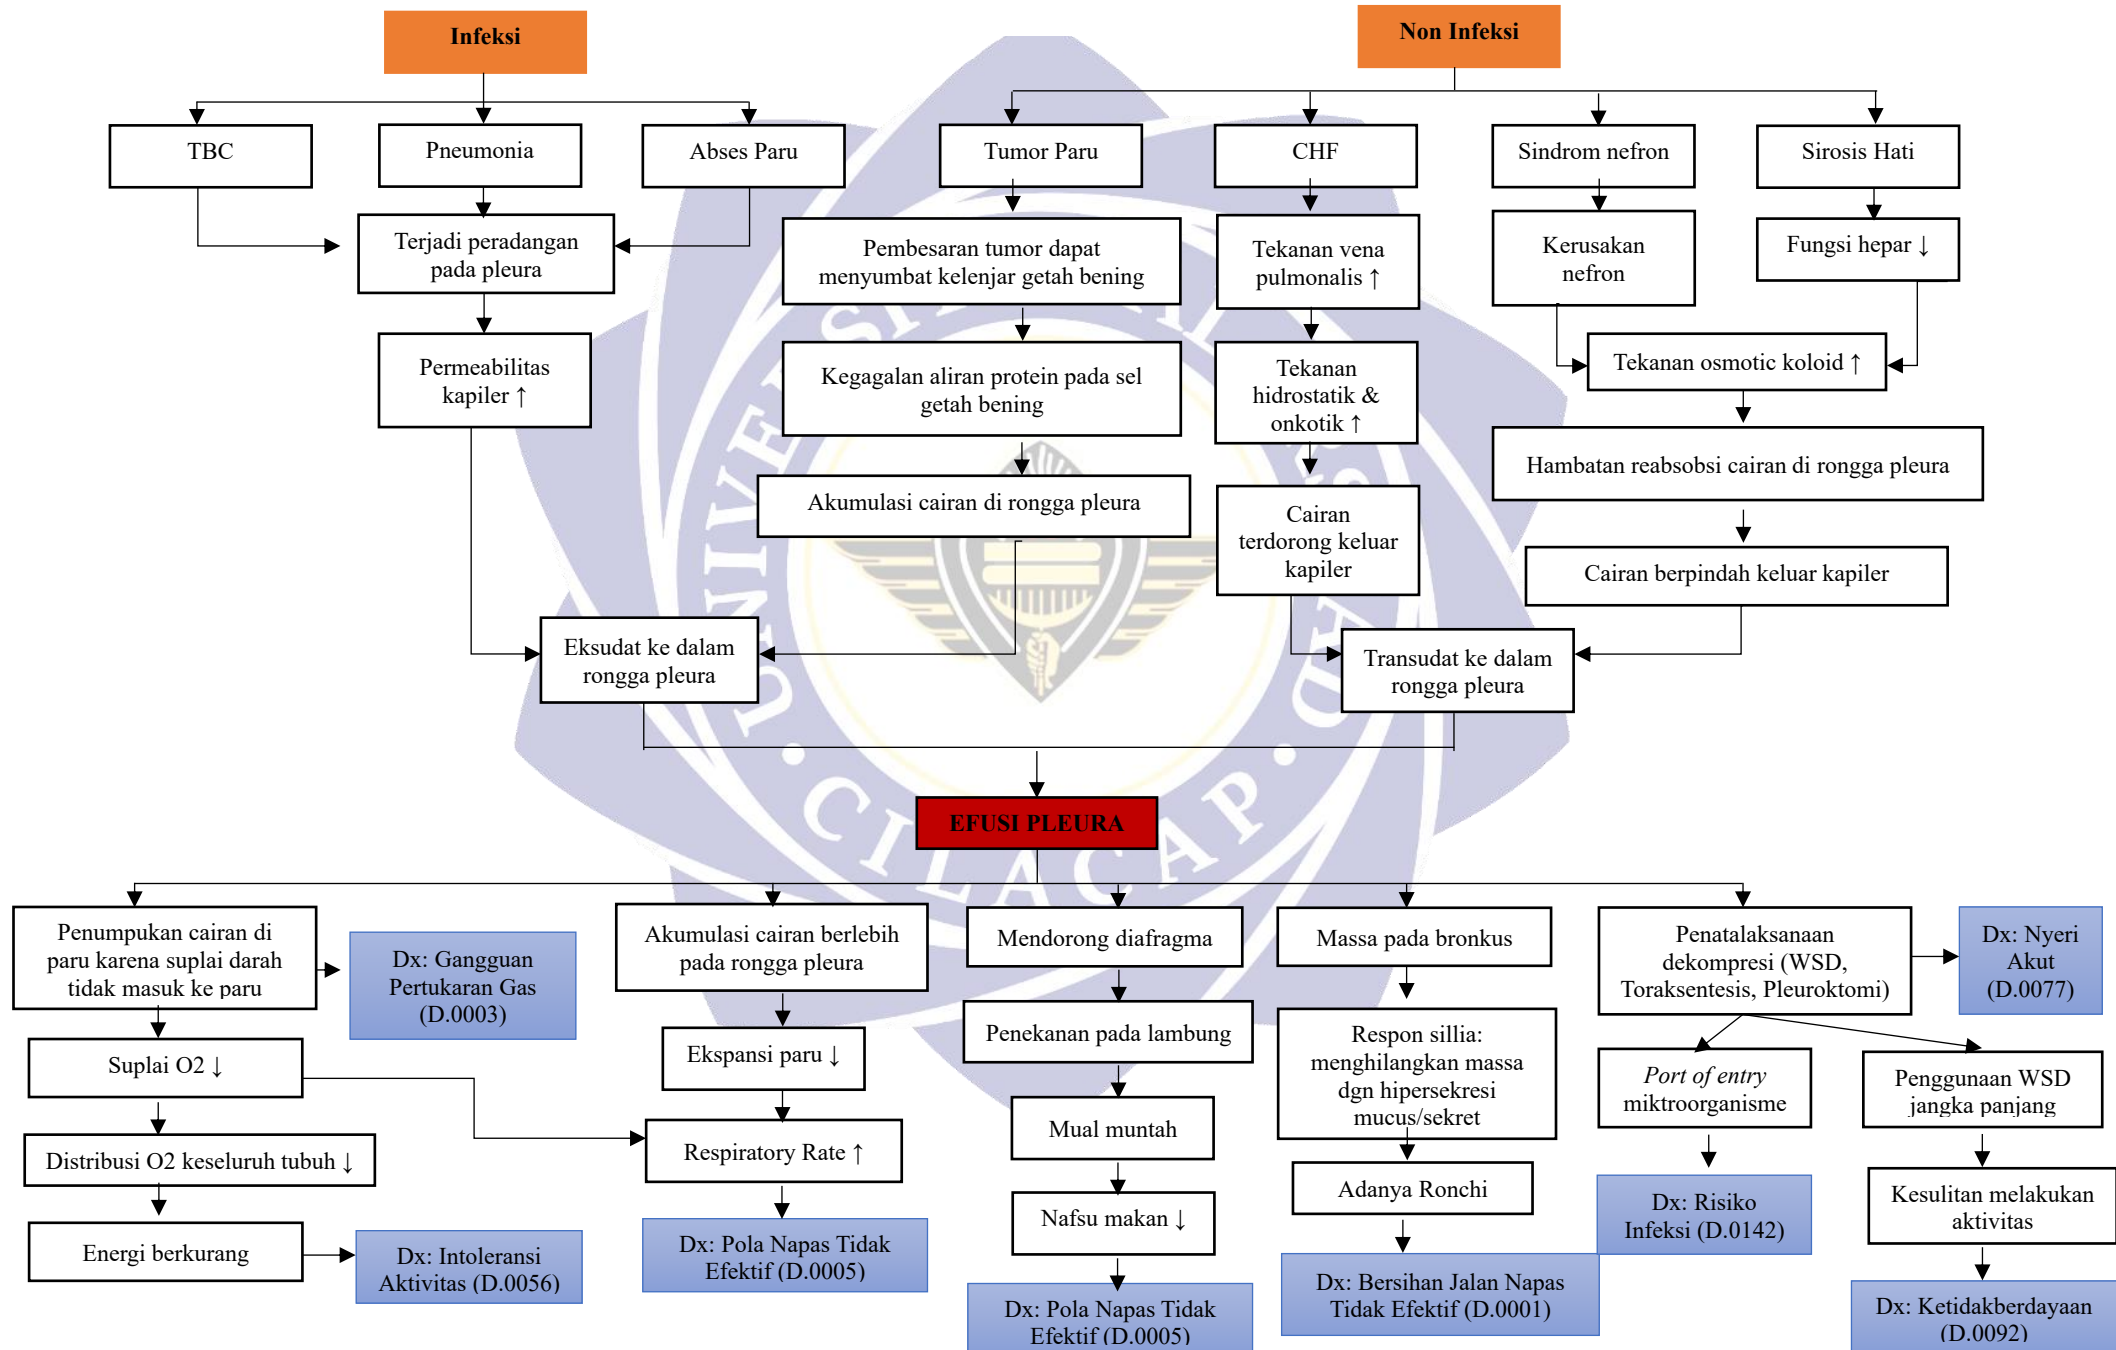 Infeksi
Non Infeksi
TBC
Pneumonia
Abses Paru
Tumor Paru
CHF
Sindrom nefron
Sirosis Hati
Terjadi peradangan
pada pleura
Pembesaran tumor dapat
menyumbat kelenjar getah bening
Tekanan vena
pulmonalis ↑
Kerusakan
nefron
Fungsi hepar ↓
Permeabilitas
kapiler ↑
Kegagalan aliran protein pada sel
getah bening
Tekanan
hidrostatik &
onkotik ↑
Tekanan osmotic koloid ↑
Hambatan reabsobsi cairan di rongga pleura
Akumulasi cairan di rongga pleura
Cairan
terdorong keluar
kapiler
Cairan berpindah keluar kapiler
Eksudat ke dalam
rongga pleura
Transudat ke dalam
rongga pleura
EFUSI PLEURA
Penumpukan cairan di
paru karena suplai darah
tidak masuk ke paru
Dx: Gangguan
Pertukaran Gas
(D.0003)
Akumulasi cairan berlebih
pada rongga pleura
Mendorong diafragma
Massa pada bronkus
Penatalaksanaan
dekompresi (WSD,
Toraksentesis, Pleuroktomi)
Dx: Nyeri
Akut
(D.0077)
Suplai O2 ↓
Ekspansi paru ↓
Penekanan pada lambung
Respon sillia:
menghilangkan massa
dgn hipersekresi
mucus/sekret
Port of entry
miktroorganisme
Penggunaan WSD
jangka panjang
Distribusi O2 keseluruh tubuh ↓
Respiratory Rate ↑
Mual muntah
Adanya Ronchi
Kesulitan melakukan
aktivitas
Energi berkurang
Dx: Intoleransi
Aktivitas (D.0056)
Dx: Pola Napas Tidak
Efektif (D.0005)
Nafsu makan ↓
Dx: Risiko
Infeksi (D.0142)
Dx: Pola Napas Tidak
Efektif (D.0005)
Dx: Bersihan Jalan Napas
Tidak Efektif (D.0001)
Dx: Ketidakberdayaan
(D.0092)
CILACAP